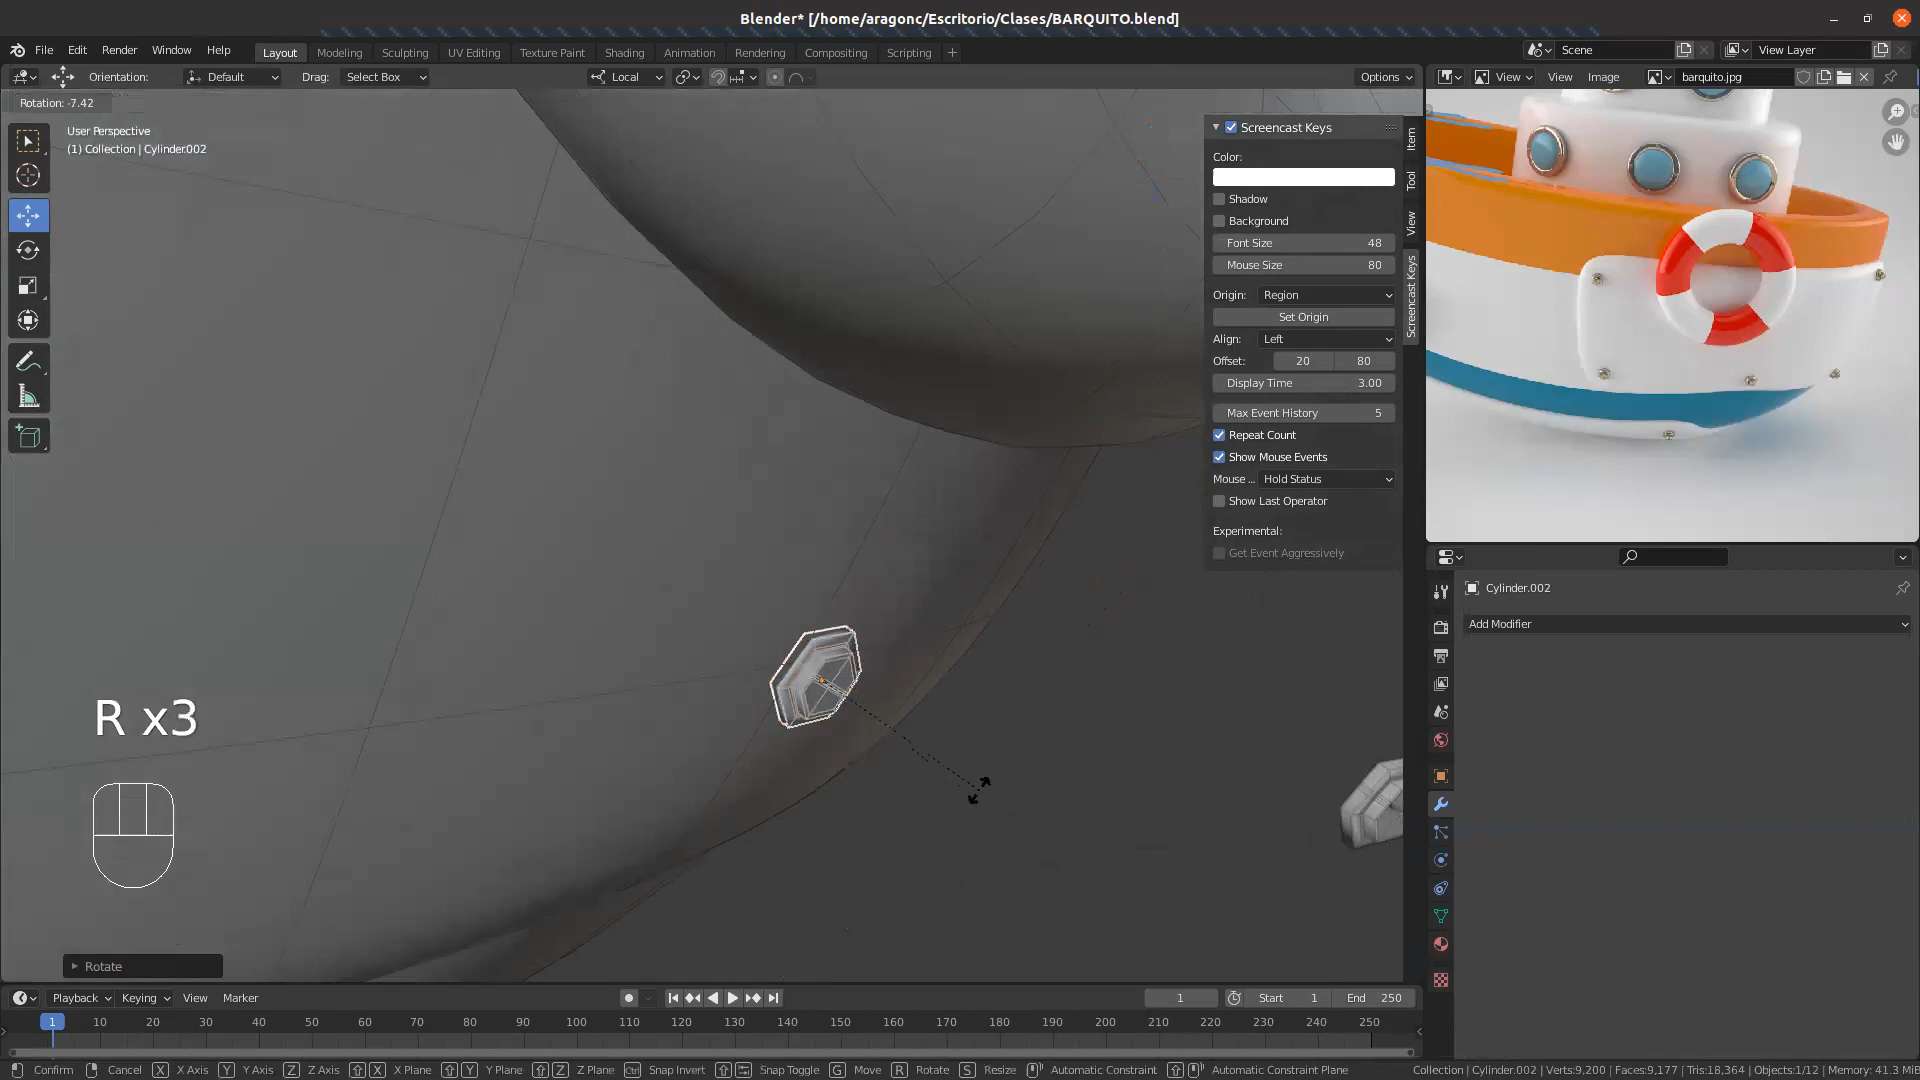 Blender* [/home/aragonc/Escritorio/Clases/BARQUITO.blend]
File Edit Render Window Help Layout Modeling Sculpting UV Editing Texture Paint Shading Animation Rendering Compositing Scripting + Scene View Layer
Orientation: Default Drag: Select Box Local Options View View Image barquito.jpg
Rotation: -7.42
User Perspective
(1) Collection | Cylinder.002
Screencast Keys
Color:
Shadow
Background
Font Size 48
Mouse Size 80
Origin: Region
Set Origin
Align: Left
Offset: 20 80
Display Time 3.00
Max Event History 5
Repeat Count
Show Mouse Events
Mouse ... Hold Status
Show Last Operator
Experimental:
Get Event Aggressively
Item
Tool
View
Screencast Keys
Cylinder.002
Add Modifier
R x3
Rotate
Playback Keying View Marker 1 Start 1 End 250
1 10 20 30 40 50 60 70 80 90 100 110 120 130 140 150 160 170 180 190 200 210 220 230 240 250
Confirm Cancel X X Axis Y Y Axis Z Z Axis X X Plane Y Y Plane Z Z Plane Ctrl Snap Invert Snap Toggle G Move R Rotate S Resize Automatic Constraint Automatic Constraint Plane Collection | Cylinder.002 | Verts:9,200 | Faces:9,177 | Tris:18,364 | Objects:1/12 | Memory: 41.3 MiB